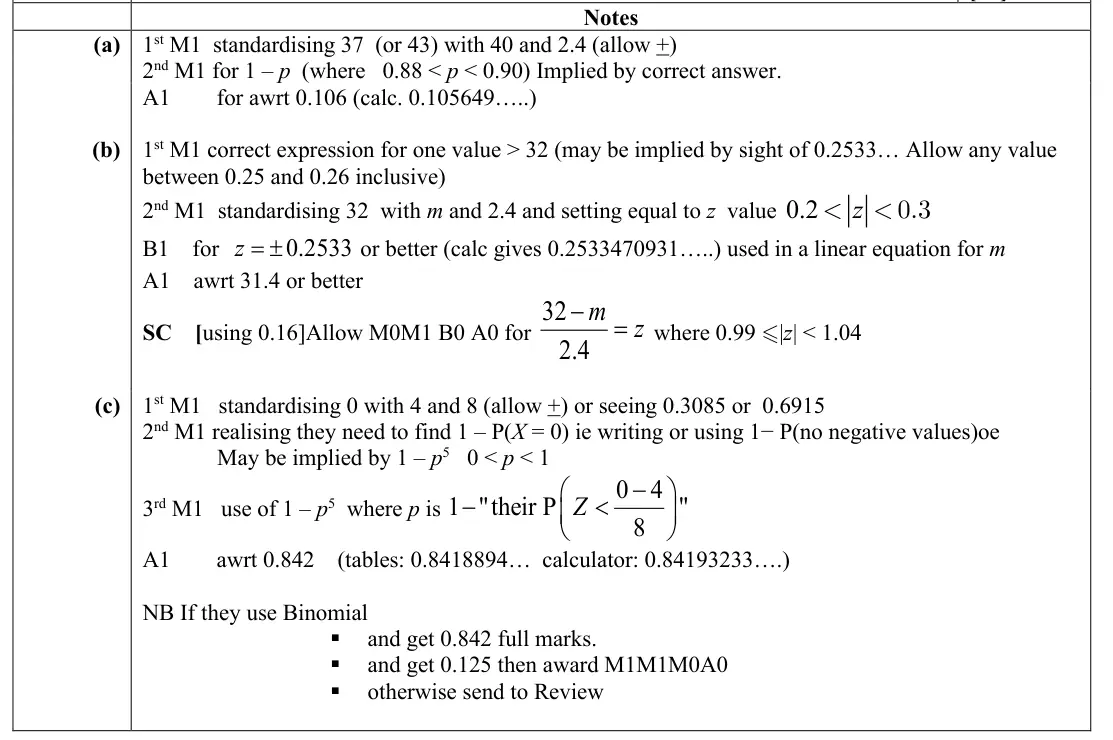 Notes
(a) 1st M1 standardising 37 (or 43) with 40 and 2.4 (allow ±)
2nd M1 for 1 – p (where 0.88 < p < 0.90) Implied by correct answer.
A1 for awrt 0.106 (calc. 0.105649…..)
(b) 1st M1 correct expression for one value > 32 (may be implied by sight of 0.2533… Allow any value
between 0.25 and 0.26 inclusive)
2nd M1 standardising 32 with m and 2.4 and setting equal to z value 0.2 < |z| < 0.3
B1 for z = ±0.2533 or better (calc gives 0.2533470931…..) used in a linear equation for m
A1 awrt 31.4 or better
SC [using 0.16]Allow M0M1 B0 A0 for (32 − m)/2.4 = z where 0.99 ⩽|z| < 1.04
(c) 1st M1 standardising 0 with 4 and 8 (allow ±) or seeing 0.3085 or 0.6915
2nd M1 realising they need to find 1 – P(X = 0) ie writing or using 1− P(no negative values)oe
May be implied by 1 – p⁵ 0 < p < 1
3rd M1 use of 1 – p⁵ where p is 1−"their P(Z < (0−4)/8)"
A1 awrt 0.842 (tables: 0.8418894… calculator: 0.84193233….)
NB If they use Binomial
▪ and get 0.842 full marks.
▪ and get 0.125 then award M1M1M0A0
▪ otherwise send to Review